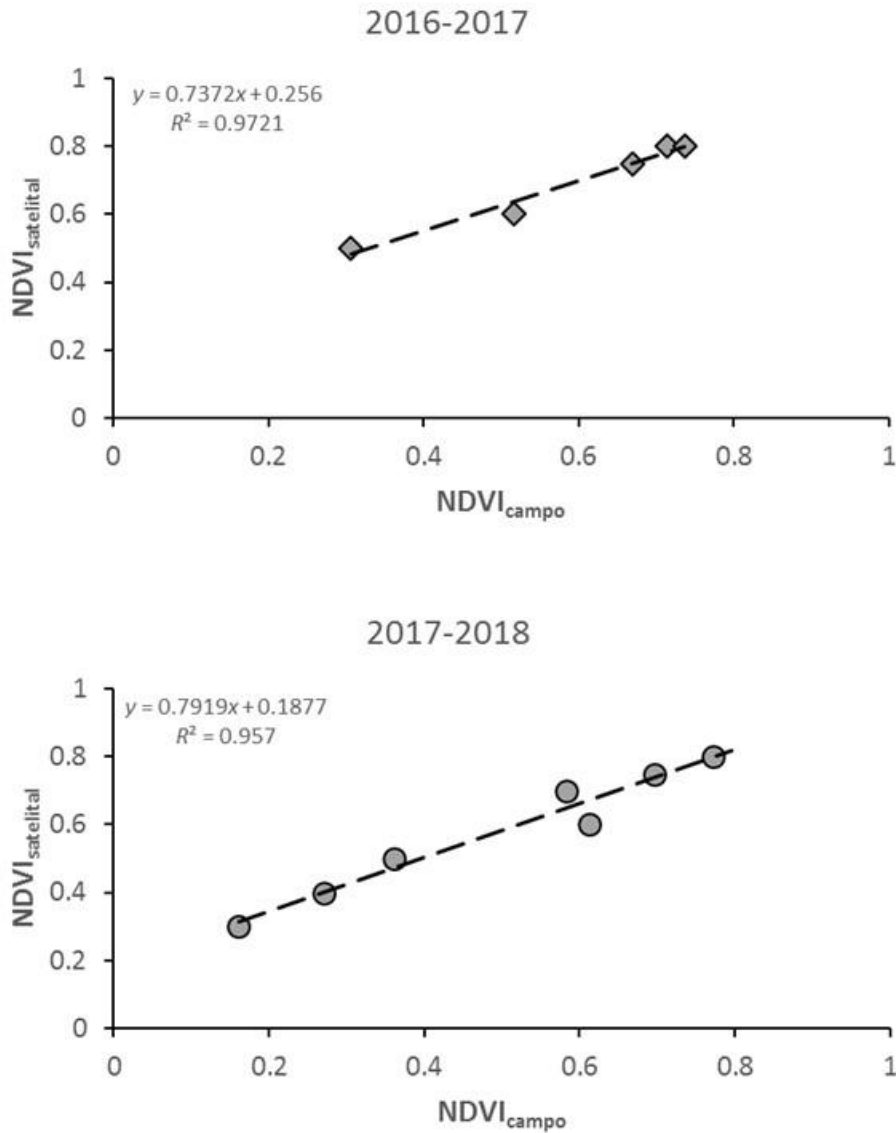 2016-2017
1
y = 0.7372x + 0.256
R² = 0.9721
0.8
0.6
0.4
0.2
0
NDVIsatelital
0 0.2 0.4 0.6 0.8 1
NDVIcampo
2017-2018
1
y = 0.7919x + 0.1877
R² = 0.957
0.8
0.6
0.4
0.2
0
NDVIsatelital
0 0.2 0.4 0.6 0.8 1
NDVIcampo